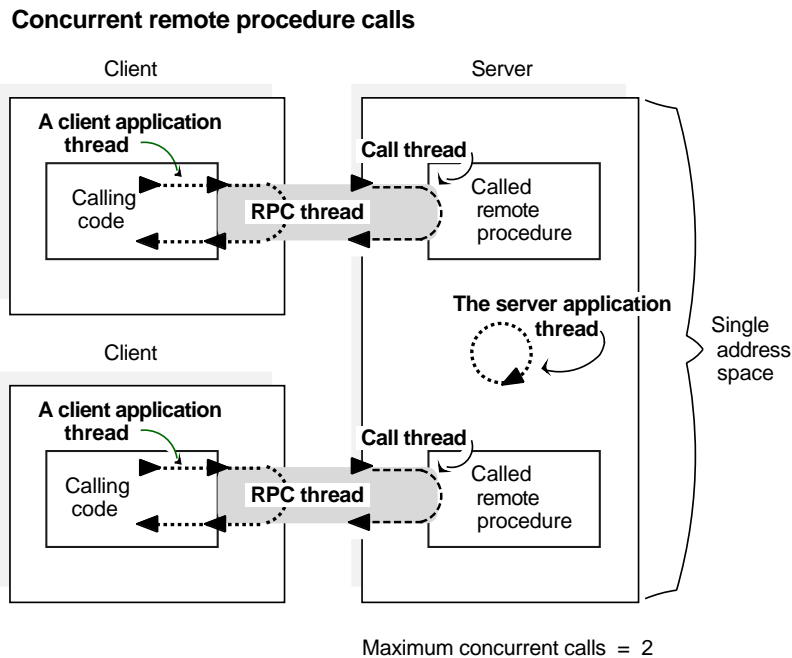 Concurrent remote procedure calls
Client
Server
A client application
thread
Call thread
Calling
code
RPC thread
Called
remote
procedure
The server application
thread
Single
address
space
Client
A client application
thread
Call thread
Calling
code
RPC thread
Called
remote
procedure
Maximum concurrent calls = 2